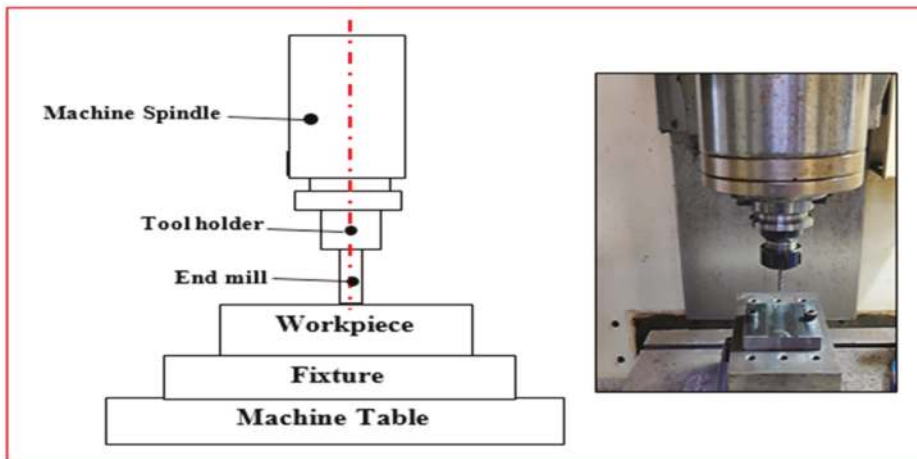 Machine Spindle
Tool holder
End mill
Workpiece
Fixture
Machine Table